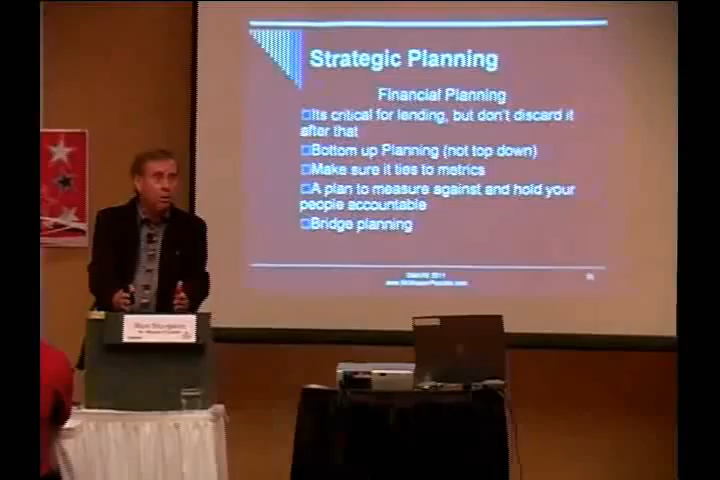 Strategic Planning
Financial Planning
Its critical for lending, but don't discard it
after that
Bottom up Planning (not top down)
Make sure it ties to metrics
A plan to measure against and hold your
people accountable
Bridge planning